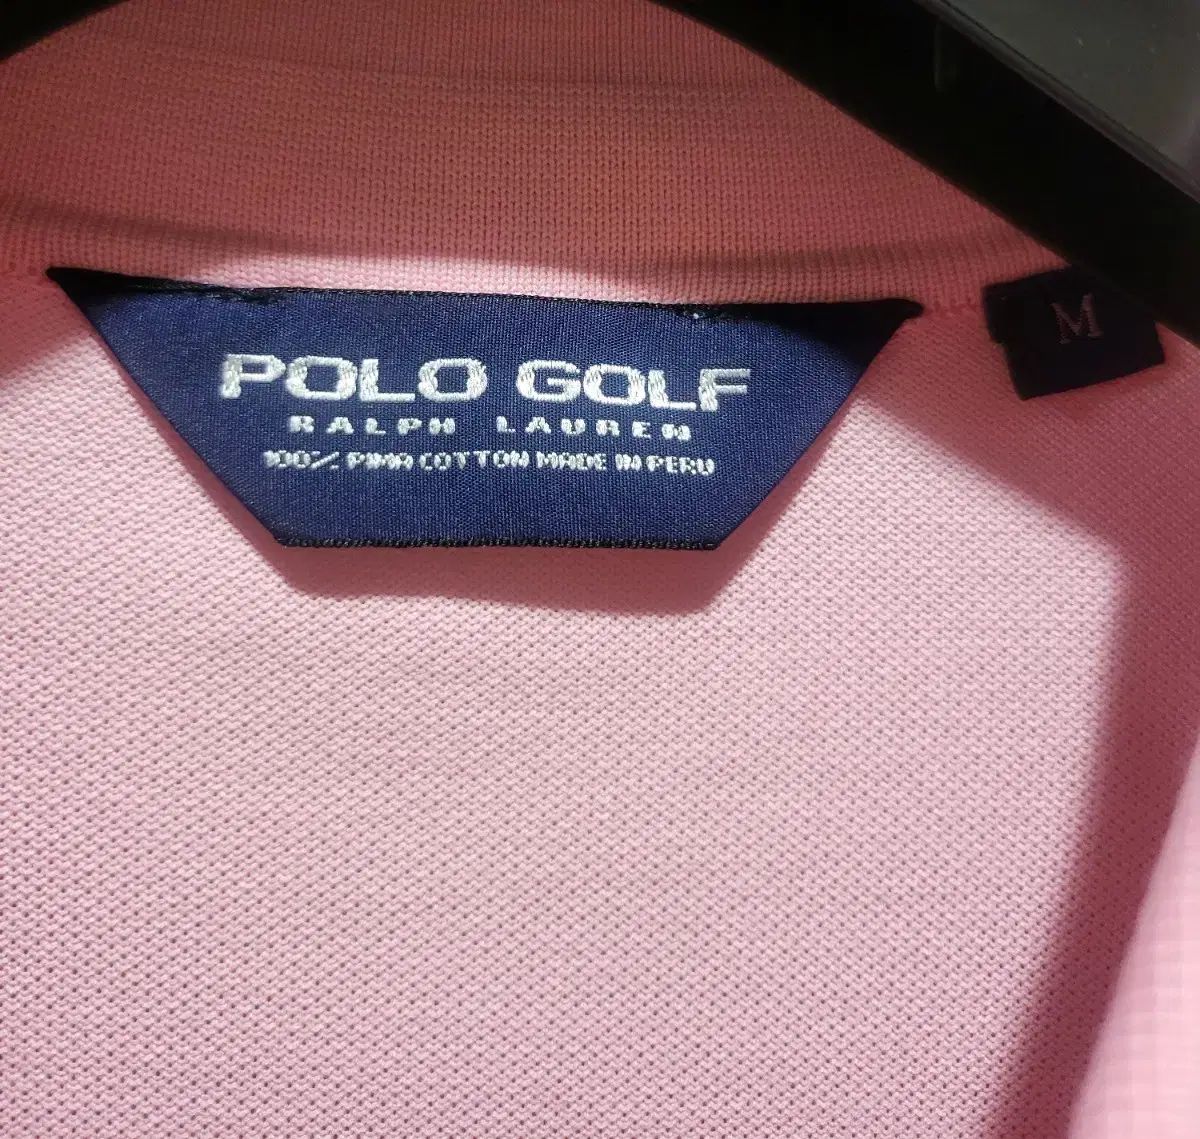 POLO GOLF
RALPH LAUREN
100% PIMA COTTON MADE IN PERU
M